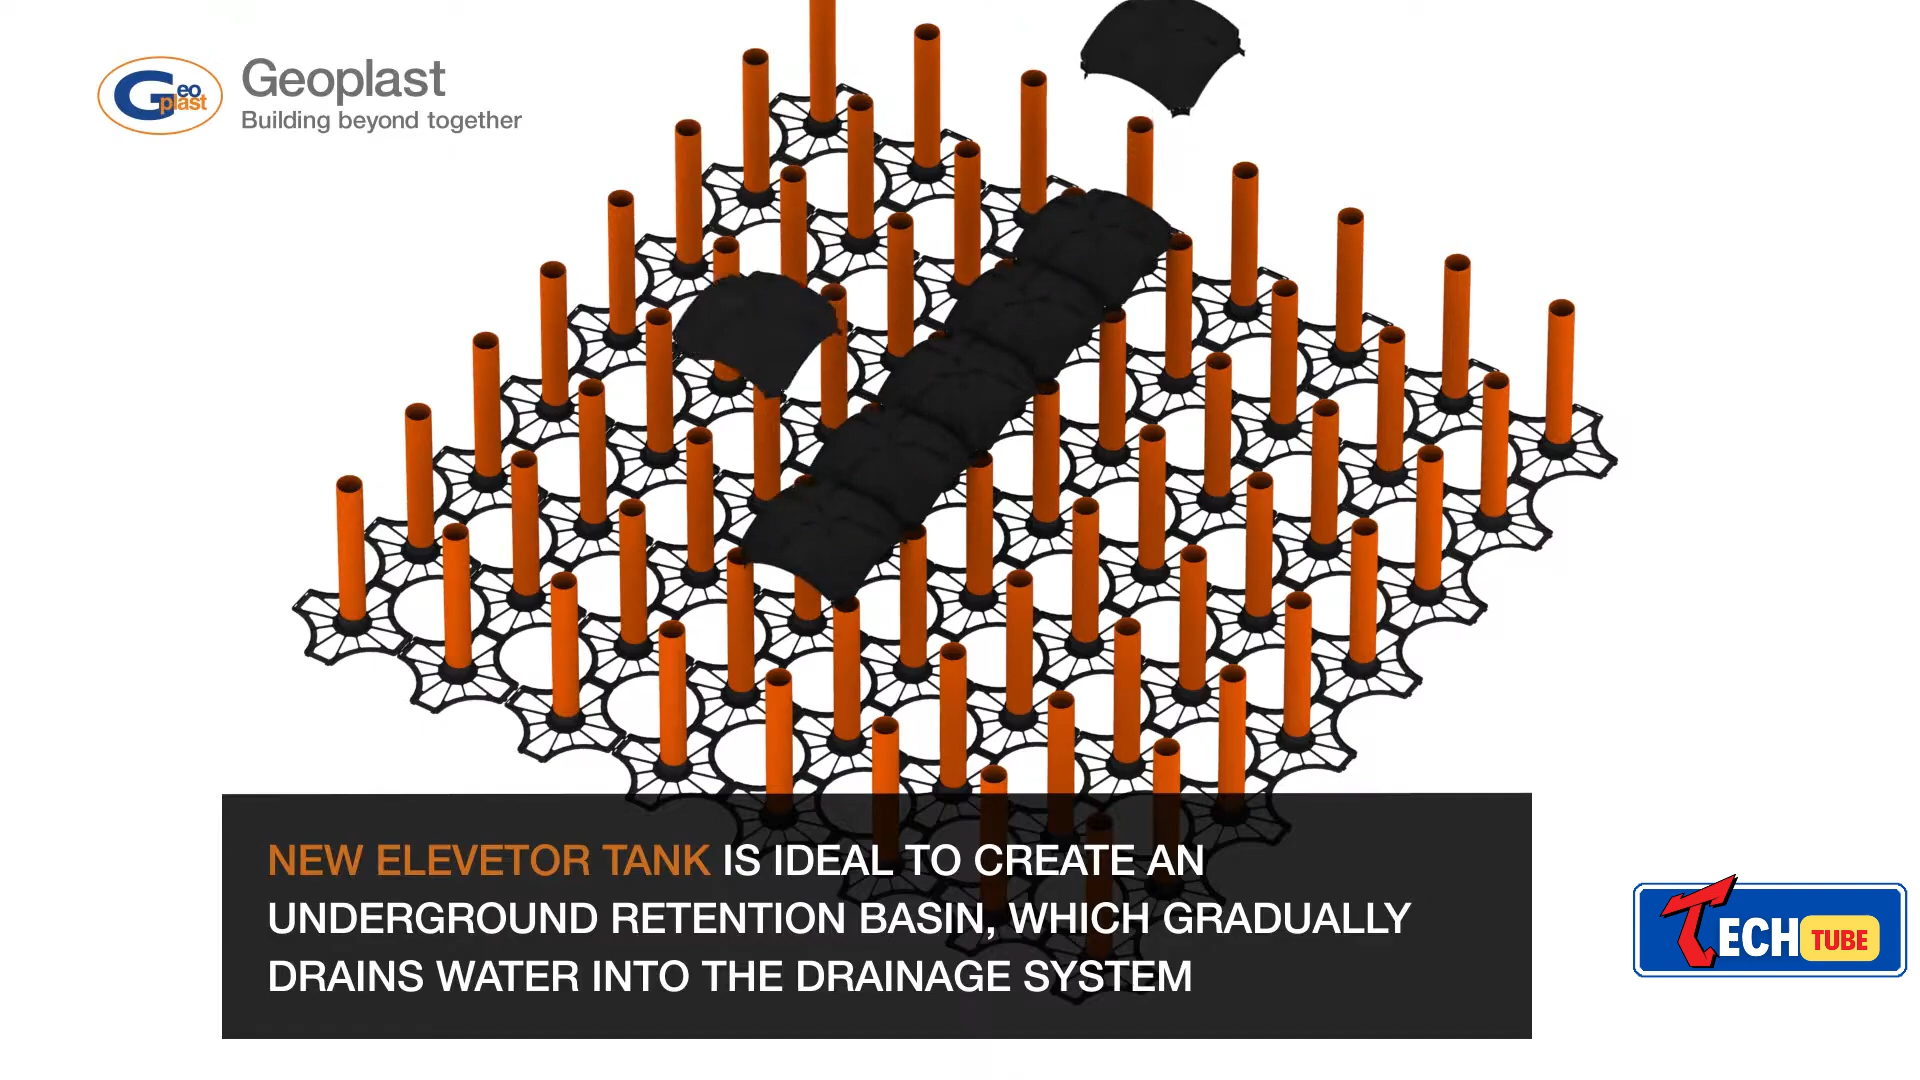 Geoplast
Geoplast
Building beyond together
NEW ELEVETOR TANK IS IDEAL TO CREATE AN
UNDERGROUND RETENTION BASIN, WHICH GRADUALLY
DRAINS WATER INTO THE DRAINAGE SYSTEM
TECH TUBE